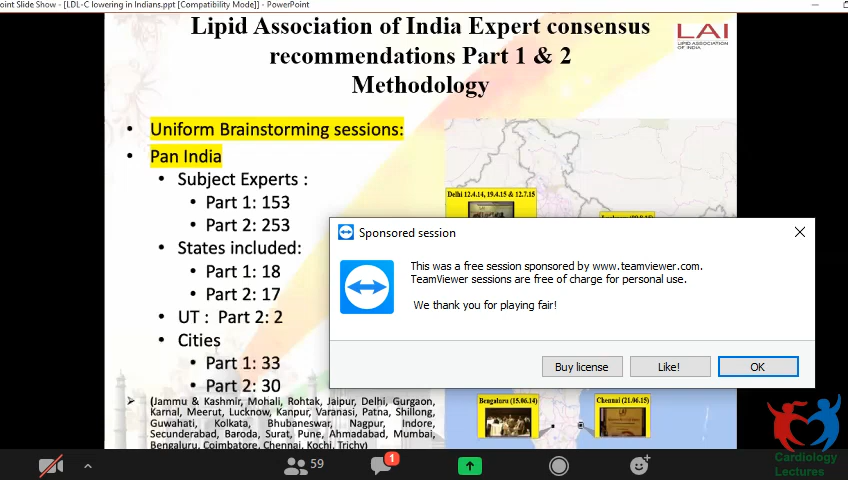 oint Slide Show - [LDL-C lowering in Indians.ppt [Compatibility Mode]] - PowerPoint
Lipid Association of India Expert consensus
recommendations Part 1 & 2
Methodology
LAI
LIPID ASSOCIATION
OF INDIA
• Uniform Brainstorming sessions:
• Pan India
• Subject Experts :
• Part 1: 153
• Part 2: 253
• States included:
• Part 1: 18
• Part 2: 17
• UT : Part 2: 2
• Cities
• Part 1: 33
• Part 2: 30
(Jammu & Kashmir, Mohali, Rohtak, Jaipur, Delhi, Gurgaon,
Karnal, Meerut, Lucknow, Kanpur, Varanasi, Patna, Shillong,
Guwahati, Kolkata, Bhubaneswar, Nagpur, Indore,
Secunderabad, Baroda, Surat, Pune, Ahmadabad, Mumbai,
Bengaluru, Coimbatore, Chennai, Kochi, Trichy)
Delhi 12.4.14, 19.4.15 & 12.7.15
Sponsored session
This was a free session sponsored by www.teamviewer.com.
TeamViewer sessions are free of charge for personal use.
We thank you for playing fair!
Buy license
Like!
OK
Bengaluru (15.06.14)
Chennai (21.06.15)
59
1
Cardiology
Lectures